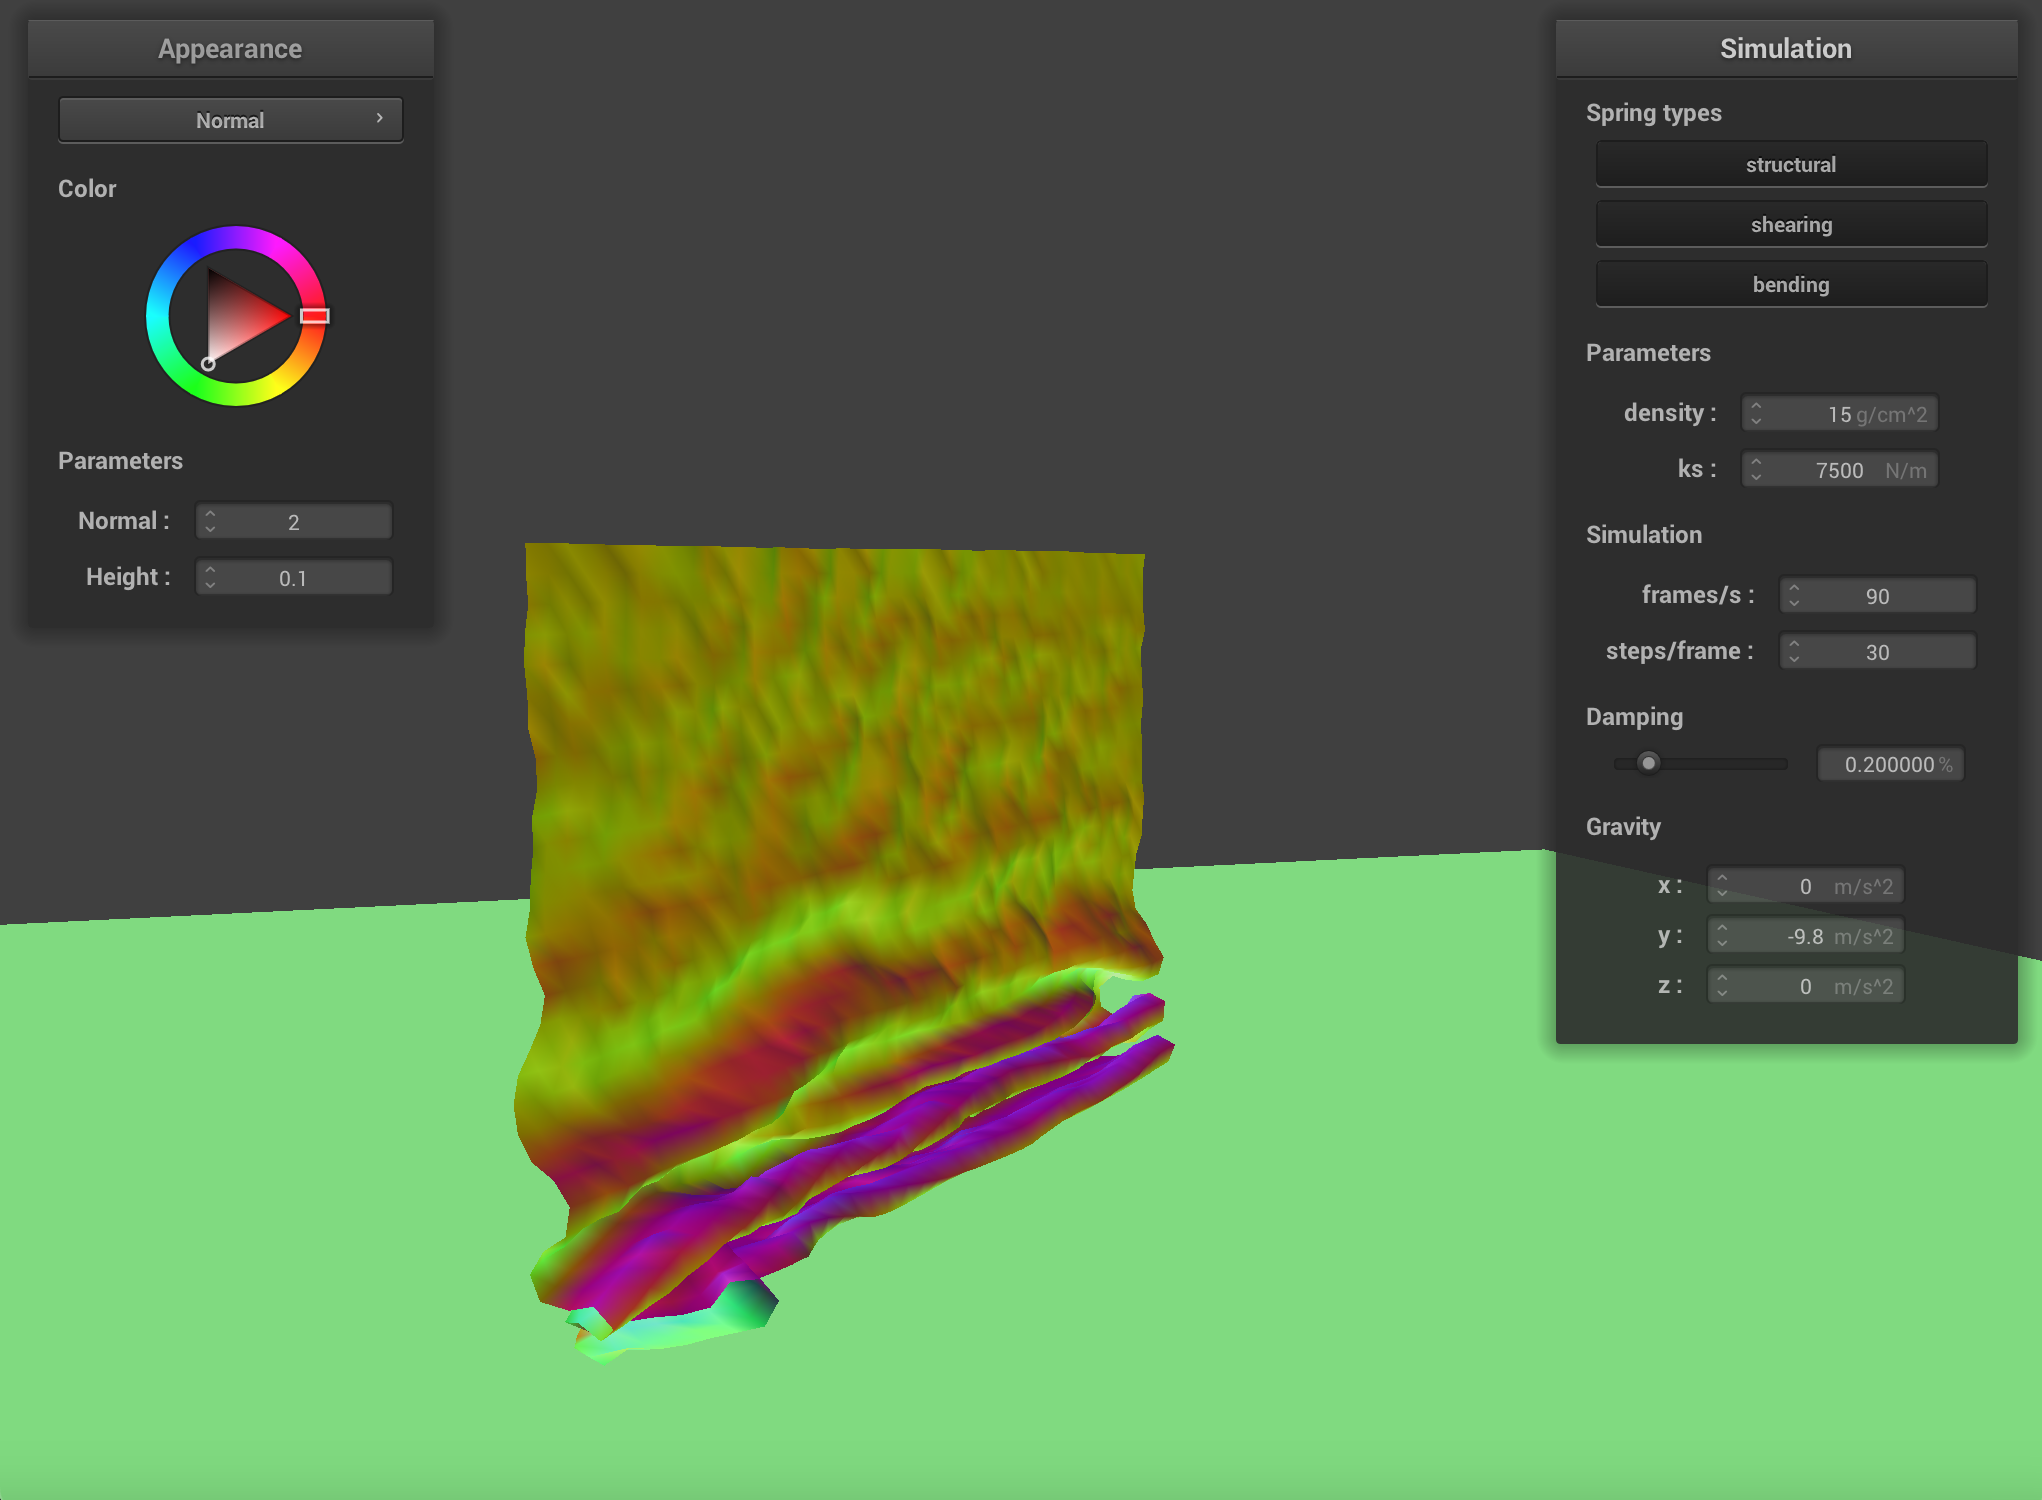 Appearance
Normal
Color
Parameters
Normal : 2
Height : 0.1
Simulation
Spring types
structural
shearing
bending
Parameters
density : 15 g/cm^2
ks : 7500 N/m
Simulation
frames/s : 90
steps/frame : 30
Damping
0.200000 %
Gravity
x : 0 m/s^2
y : -9.8 m/s^2
z : 0 m/s^2